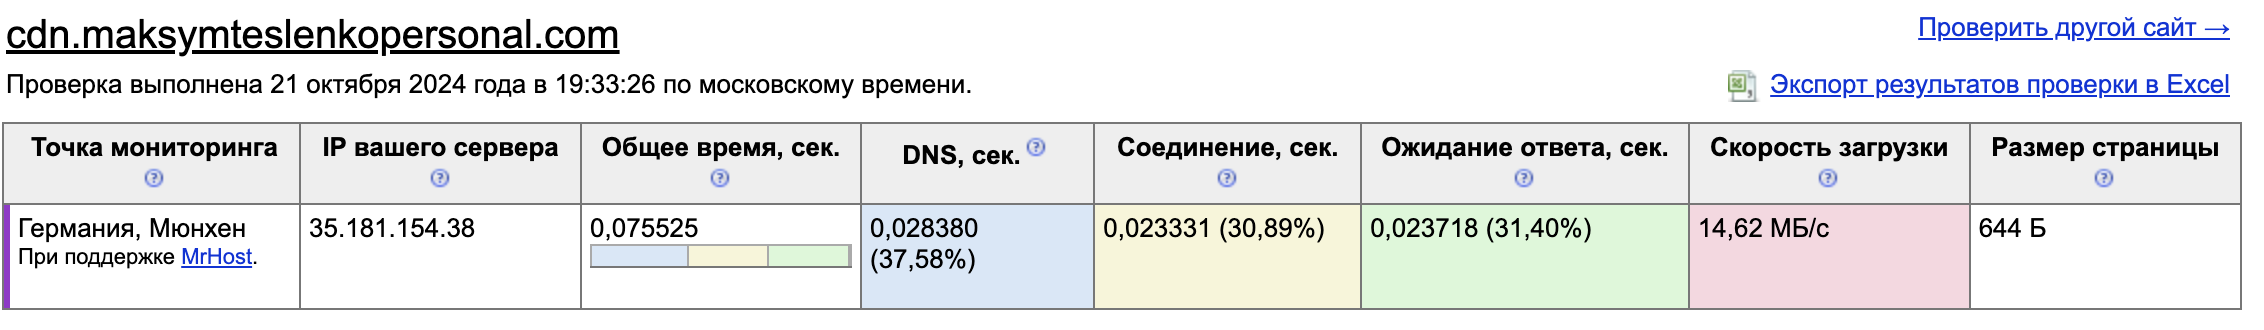 cdn.maksymteslenkopersonal.com
Проверить другой сайт →
Проверка выполнена 21 октября 2024 года в 19:33:26 по московскому времени.
Экспорт результатов проверки в Excel
Точка мониторинга
IP вашего сервера
Общее время, сек.
DNS, сек.
Соединение, сек.
Ожидание ответа, сек.
Скорость загрузки
Размер страницы
Германия, Мюнхен
При поддержке MrHost.
35.181.154.38
0,075525
0,028380
(37,58%)
0,023331 (30,89%)
0,023718 (31,40%)
14,62 МБ/с
644 Б